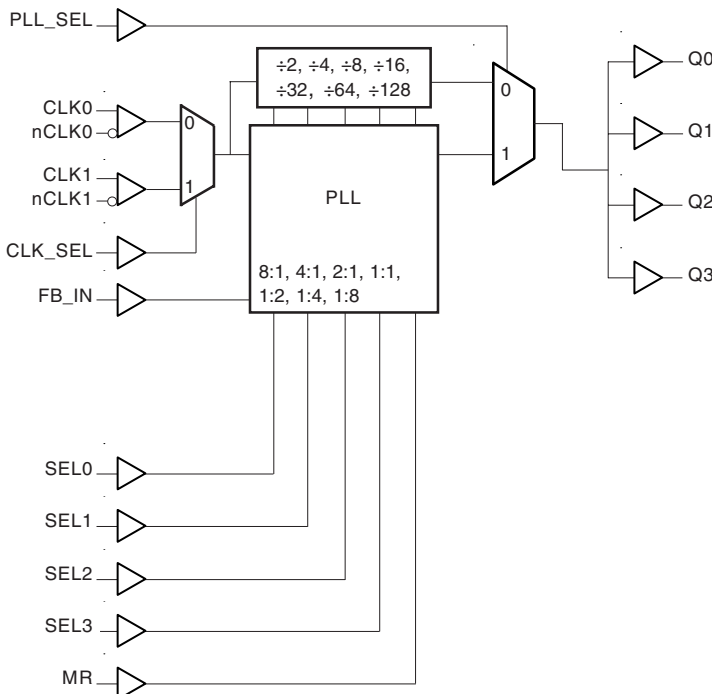 PLL_SEL
÷2, ÷4, ÷8, ÷16,
÷32, ÷64, ÷128
0
1
Q0
Q1
Q2
Q3
CLK0
nCLK0
0
CLK1
nCLK1
1
CLK_SEL
FB_IN
PLL
8:1, 4:1, 2:1, 1:1,
1:2, 1:4, 1:8
SEL0
SEL1
SEL2
SEL3
MR